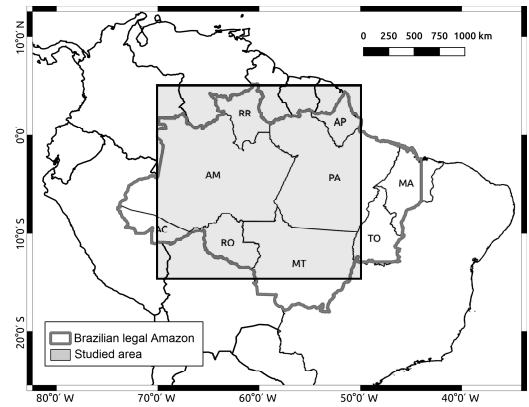 10°0′ N
0 250 500 750 1000 km
RR
AP
0°0′
AM
PA
MA
AC
10°0′ S
RO
TO
MT
20°0′ S
Brazilian legal Amazon
Studied area
80°0′ W 70°0′ W 60°0′ W 50°0′ W 40°0′ W